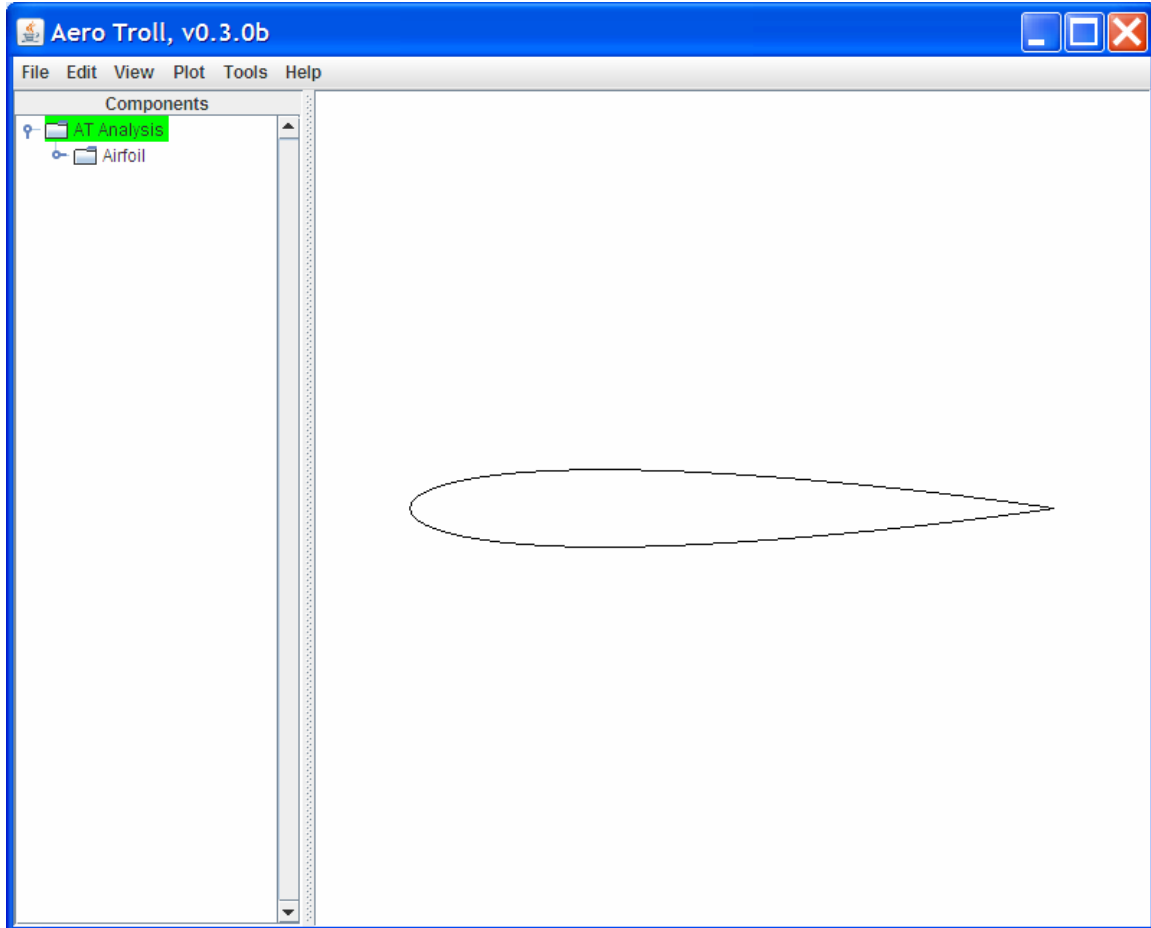 Aero Troll, v0.3.0b
File Edit View Plot Tools Help
Components
AT Analysis
Airfoil